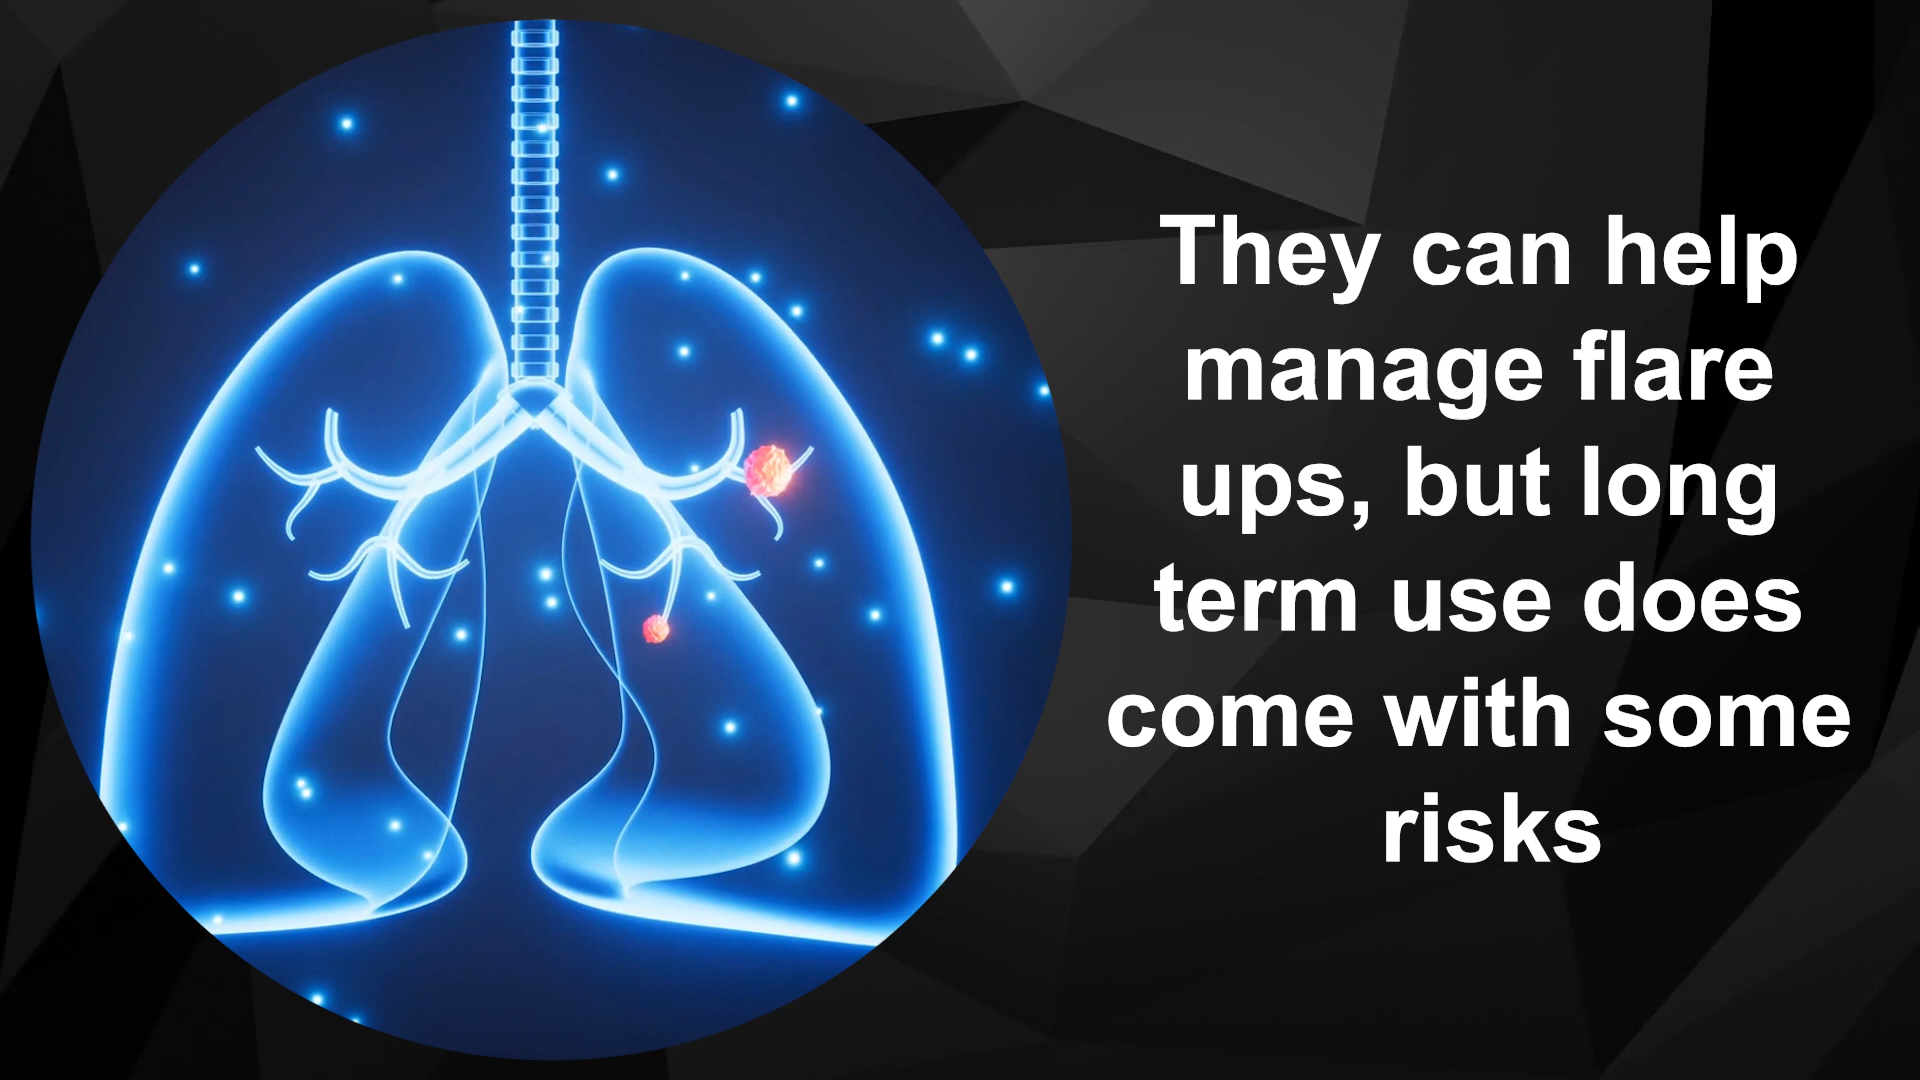 They can help
manage flare
ups, but long
term use does
come with some
risks